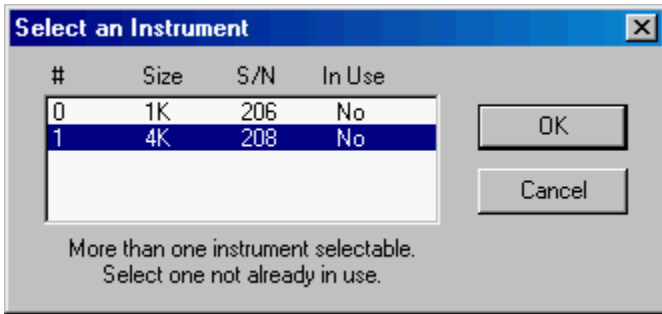 Select an Instrument
# Size S/N In Use
0 1K 206 No
1 4K 208 No
OK
Cancel
More than one instrument selectable.
Select one not already in use.